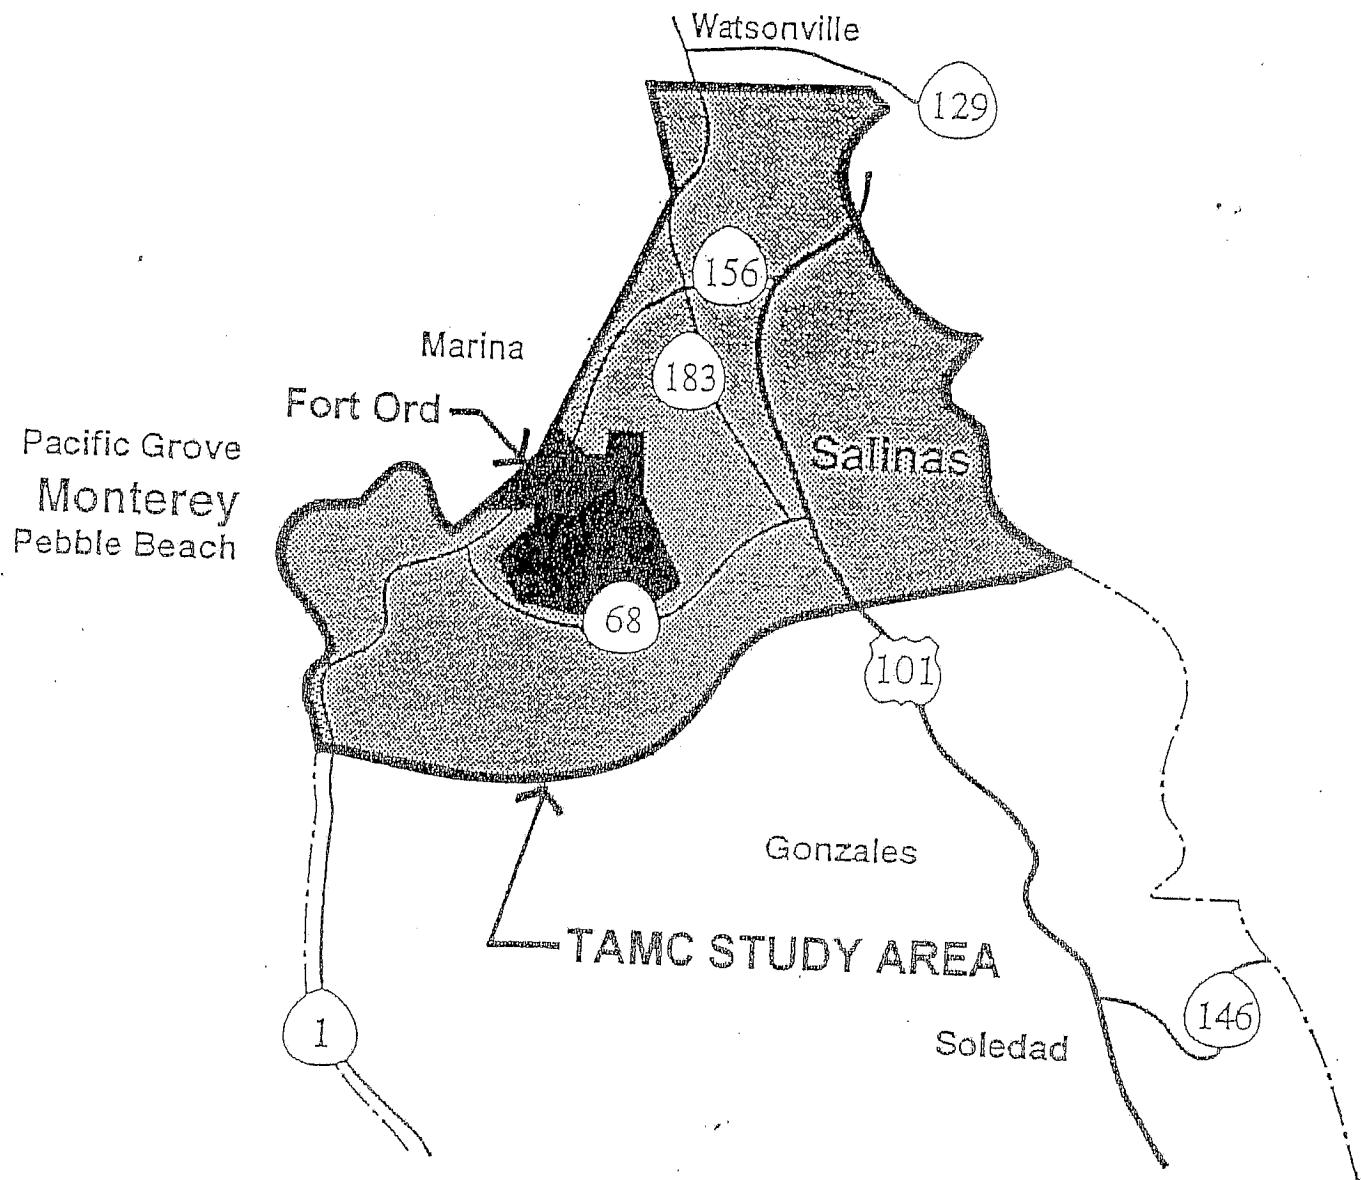 Watsonville
129
156
Marina
183
Fort Ord
Pacific Grove
Salinas
Monterey
Pebble Beach
68
101
Gonzales
TAMC STUDY AREA
146
1
Soledad